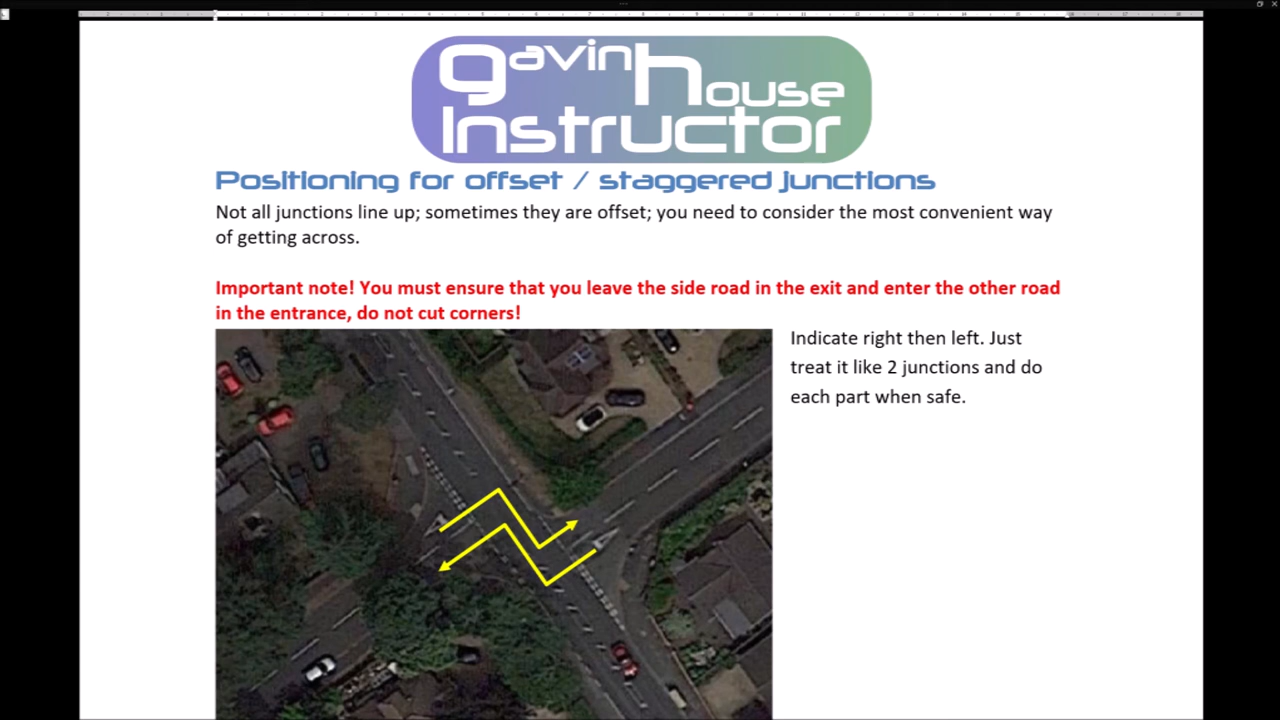 gavin house
Instructor
Positioning for offset / staggered junctions
Not all junctions line up; sometimes they are offset; you need to consider the most convenient way
of getting across.
Important note! You must ensure that you leave the side road in the exit and enter the other road
in the entrance, do not cut corners!
Indicate right then left. Just
treat it like 2 junctions and do
each part when safe.